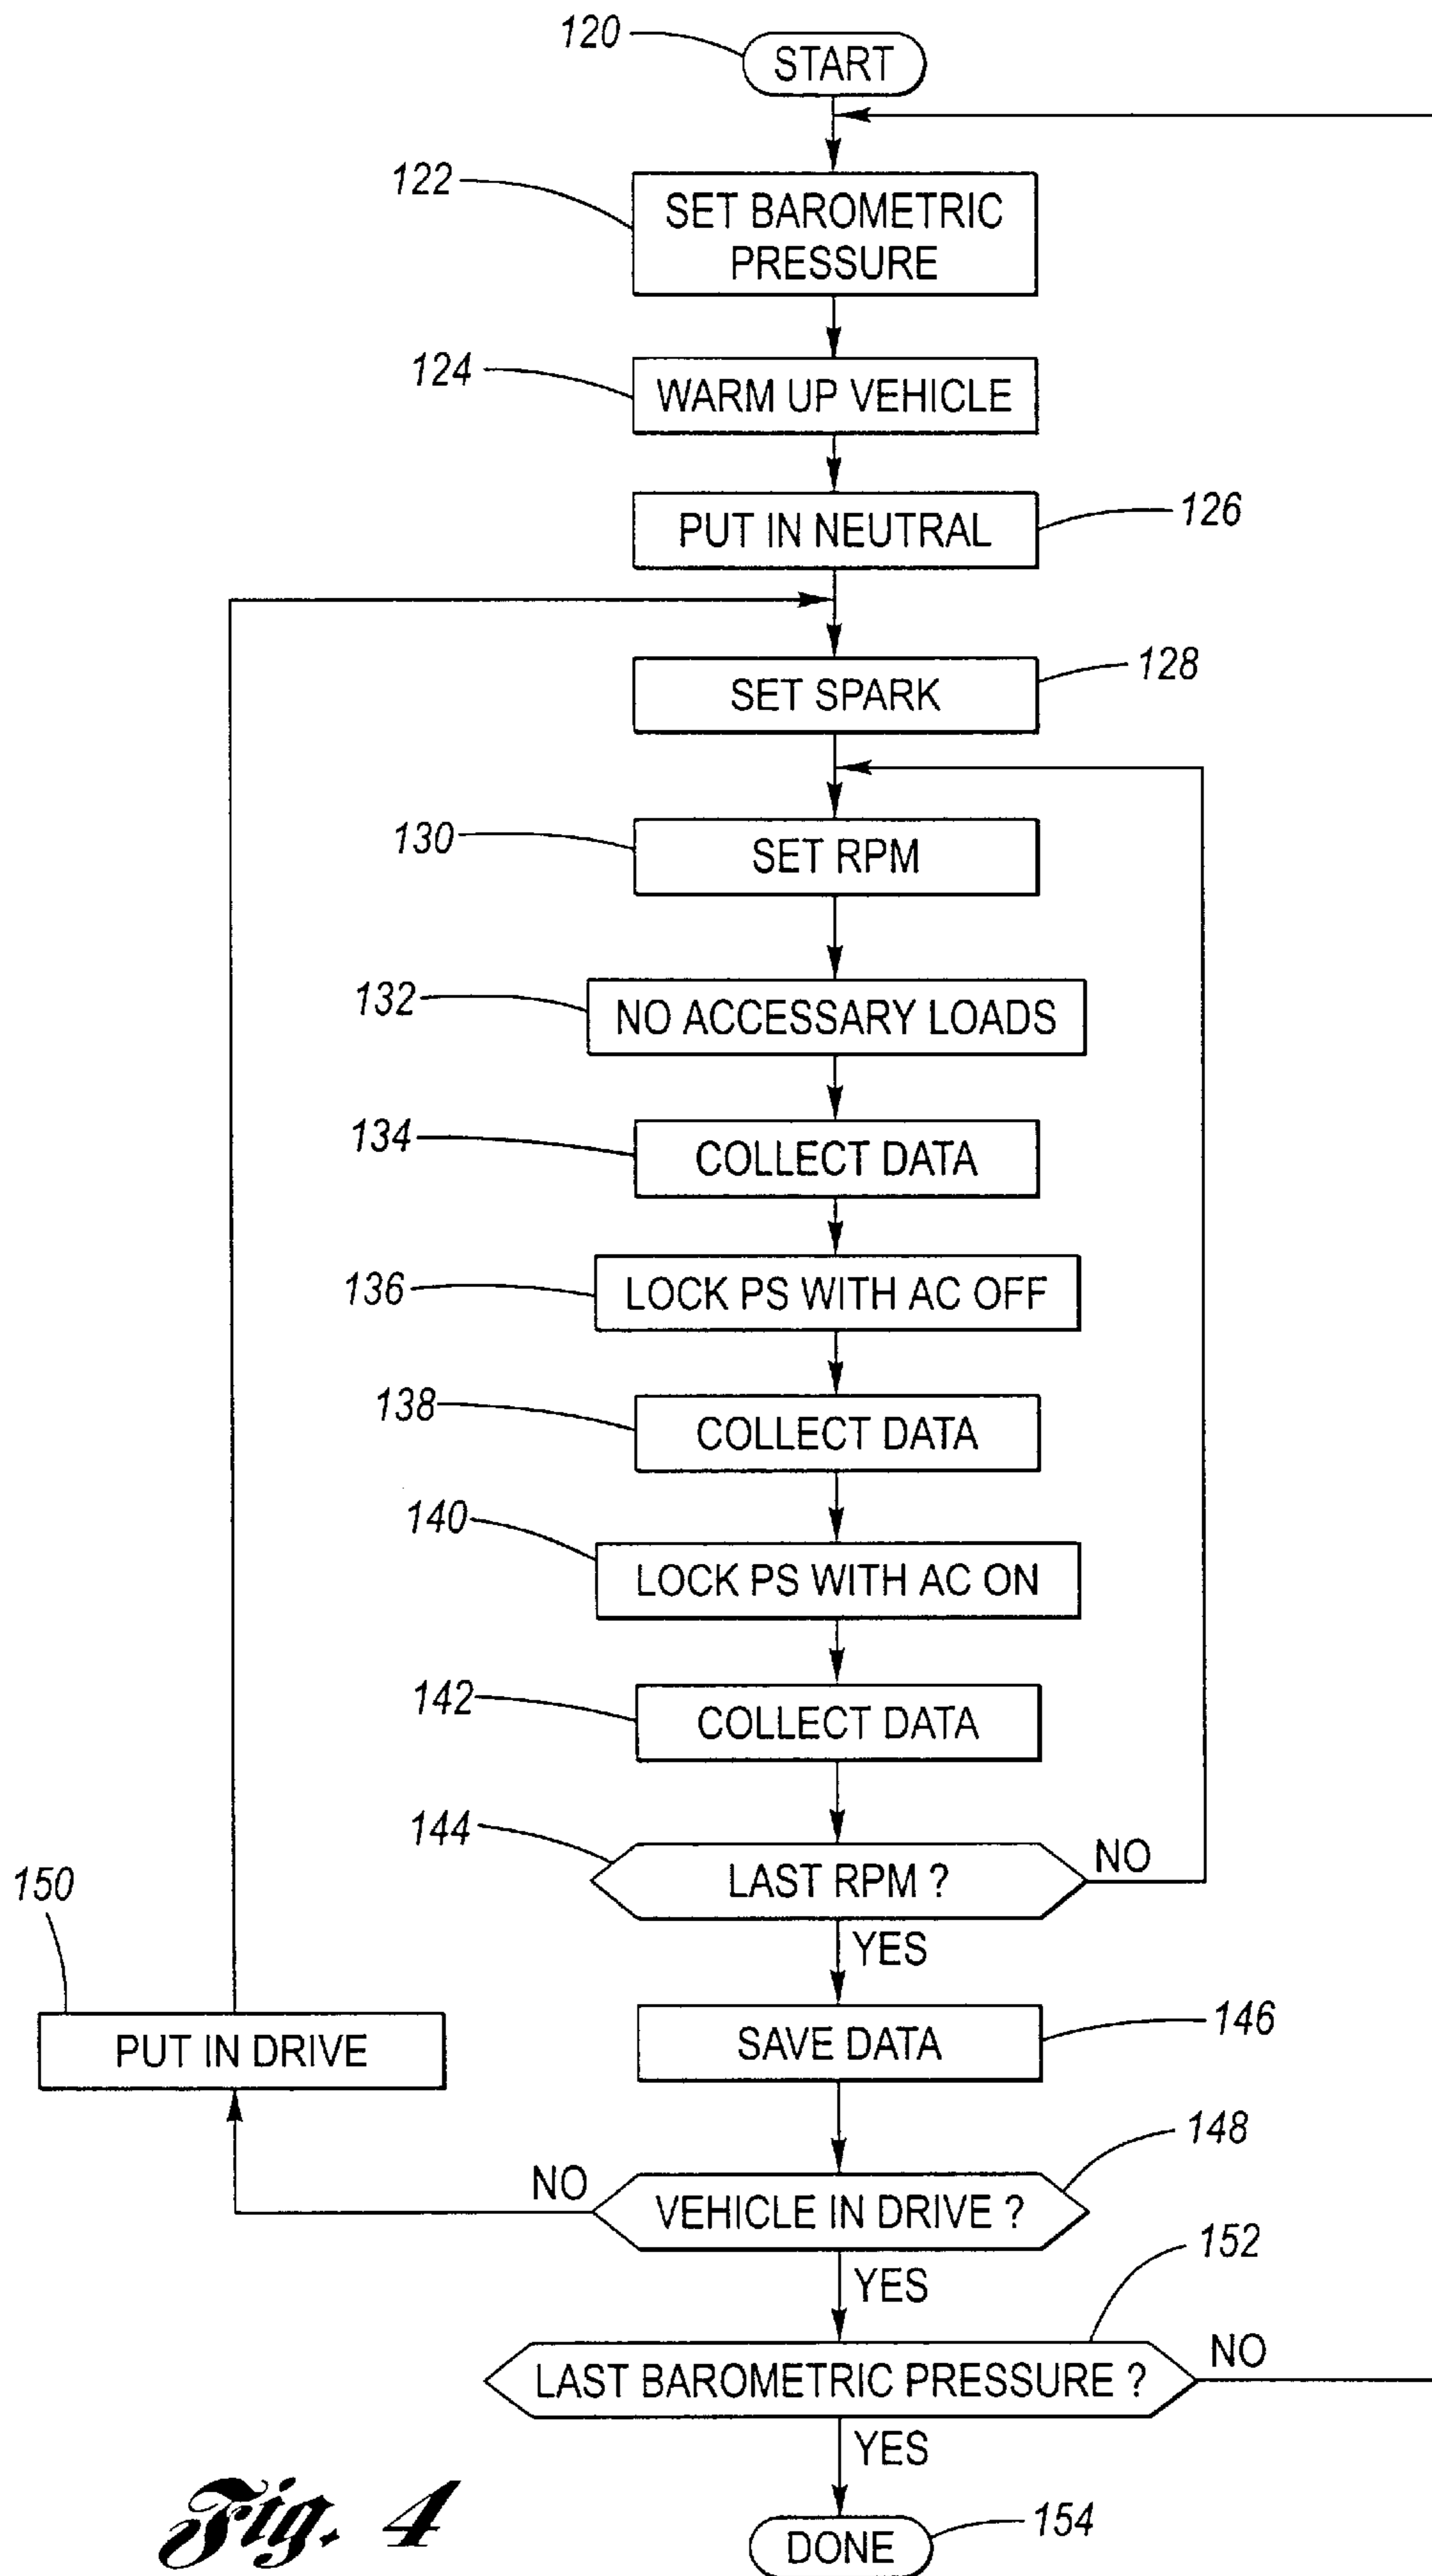 120
START
122
SET BAROMETRIC
PRESSURE
124
WARM UP VEHICLE
PUT IN NEUTRAL
126
SET SPARK
128
130
SET RPM
132
NO ACCESSARY LOADS
134
COLLECT DATA
136
LOCK PS WITH AC OFF
138
COLLECT DATA
140
LOCK PS WITH AC ON
142
COLLECT DATA
144
LAST RPM ?
NO
YES
150
PUT IN DRIVE
SAVE DATA
146
148
NO
VEHICLE IN DRIVE ?
YES
152
LAST BAROMETRIC PRESSURE ?
NO
YES
DONE
154
Fig. 4